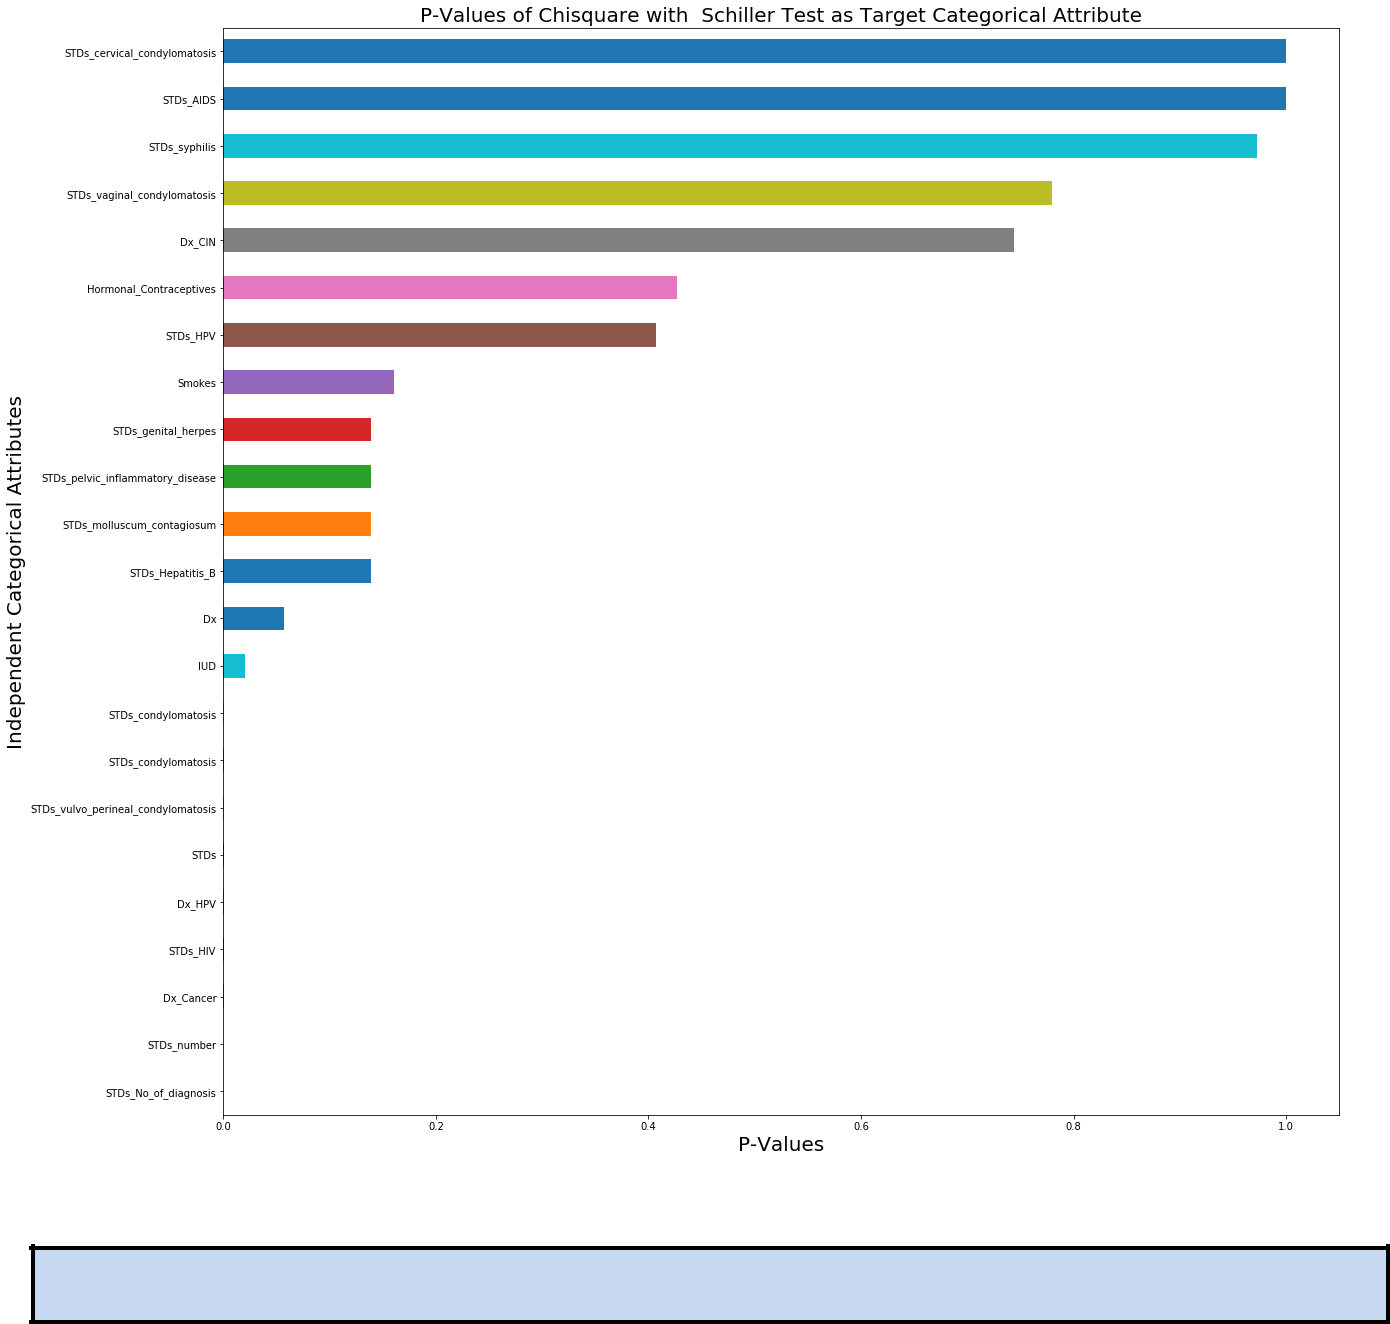 P-Values of Chisquare with  Schiller Test as Target Categorical Attribute
STDs_cervical_condylomatosis
STDs_AIDS
STDs_syphilis
STDs_vaginal_condylomatosis
Dx_CIN
Hormonal_Contraceptives
STDs_HPV
Smokes
STDs_genital_herpes
STDs_pelvic_inflammatory_disease
STDs_molluscum_contagiosum
STDs_Hepatitis_B
Dx
IUD
STDs_condylomatosis
STDs_condylomatosis
STDs_vulvo_perineal_condylomatosis
STDs
Dx_HPV
STDs_HIV
Dx_Cancer
STDs_number
STDs_No_of_diagnosis
Independent Categorical Attributes
0.0 0.2 0.4 0.6 0.8 1.0
P-Values